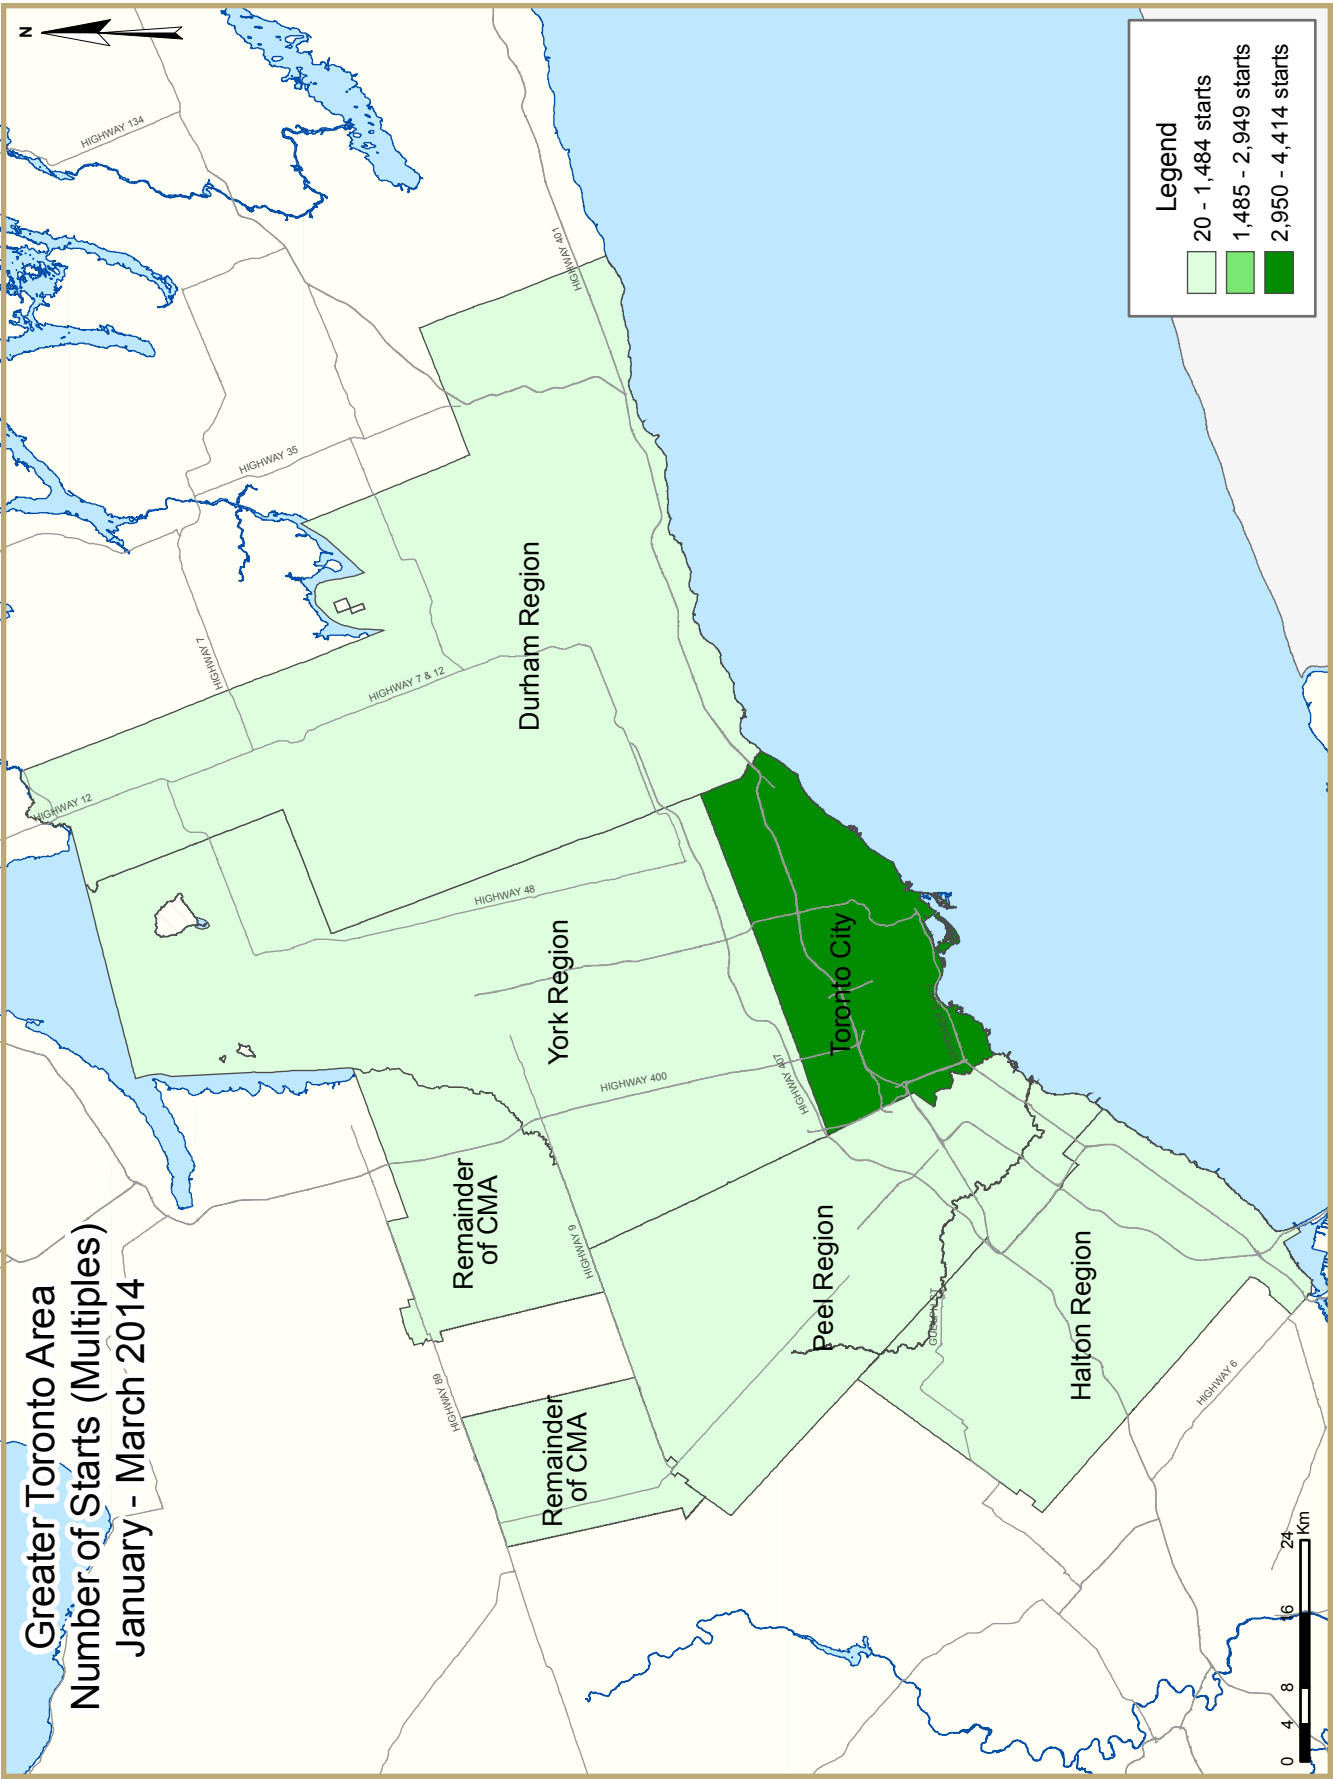 Greater Toronto Area
Number of Starts (Multiples)
January - March 2014
N
HIGHWAY 134
HIGHWAY 35
HIGHWAY 7
HIGHWAY 7 & 12
HIGHWAY 12
HIGHWAY 401
HIGHWAY 48
HIGHWAY 400
HIGHWAY 407
HIGHWAY 9
HIGHWAY 89
HIGHWAY 6
Durham Region
York Region
Toronto City
Remainder
of CMA
Remainder
of CMA
Peel Region
GUELPH ST
Halton Region
Legend
20 - 1,484 starts
1,485 - 2,949 starts
2,950 - 4,414 starts
0 4 8 16 24
Km